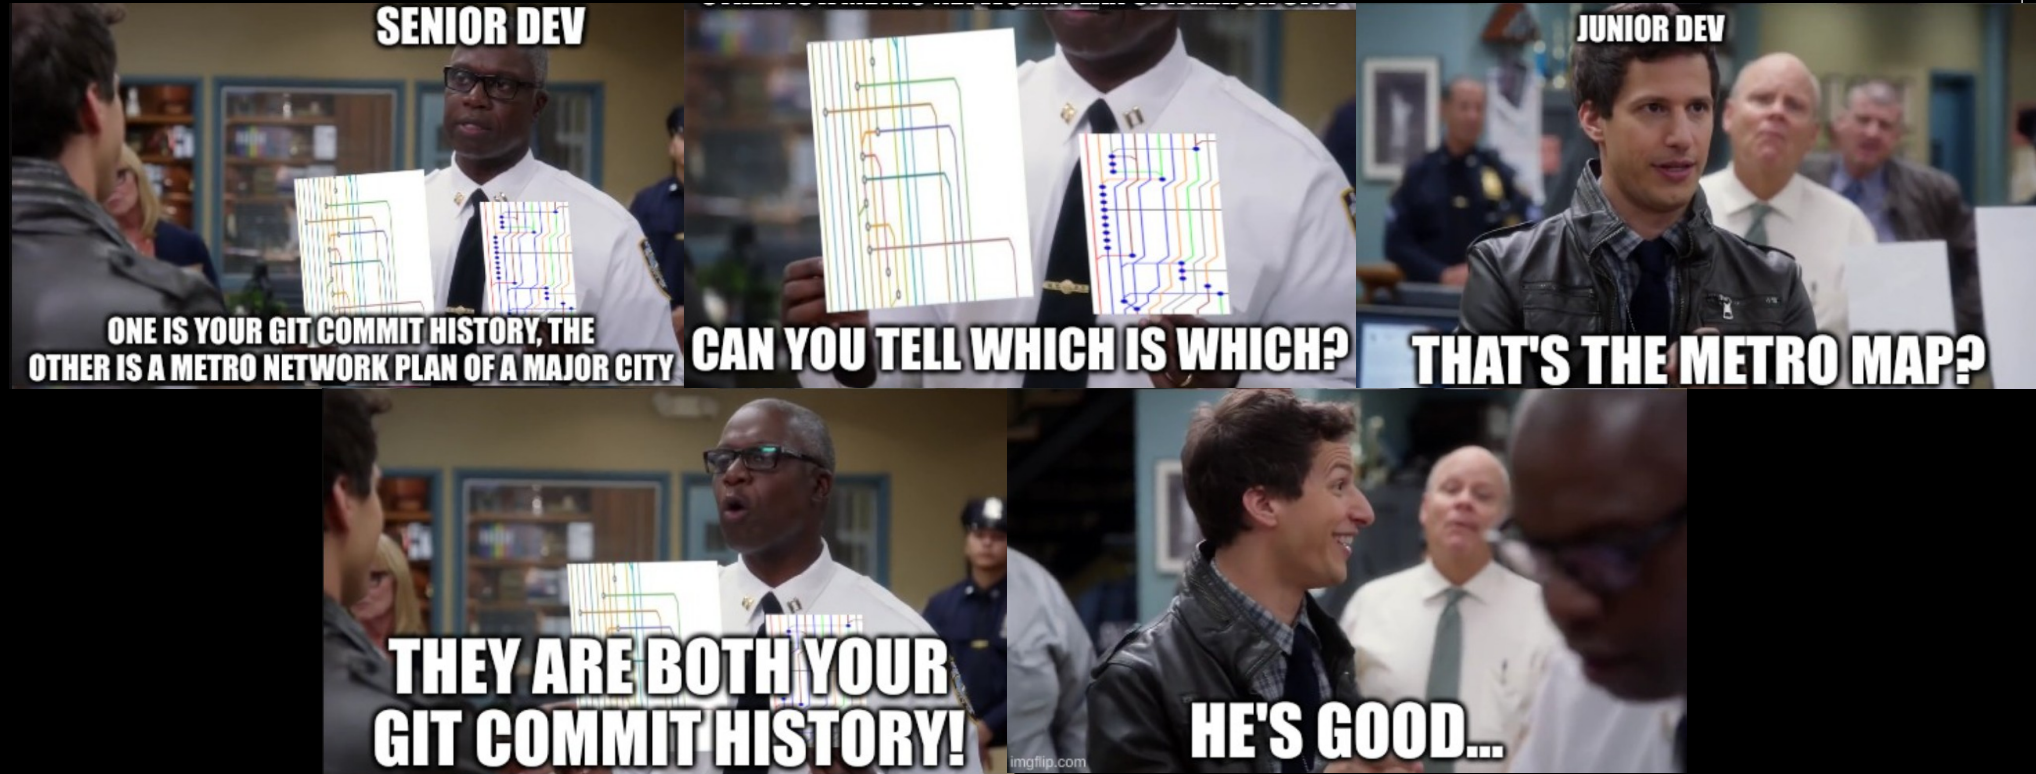 SENIOR DEV
ONE IS YOUR GIT COMMIT HISTORY, THE
OTHER IS A METRO NETWORK PLAN OF A MAJOR CITY
CAN YOU TELL WHICH IS WHICH?
JUNIOR DEV
THAT'S THE METRO MAP?
THEY ARE BOTH YOUR
GIT COMMIT HISTORY!
HE'S GOOD...
imgflip.com